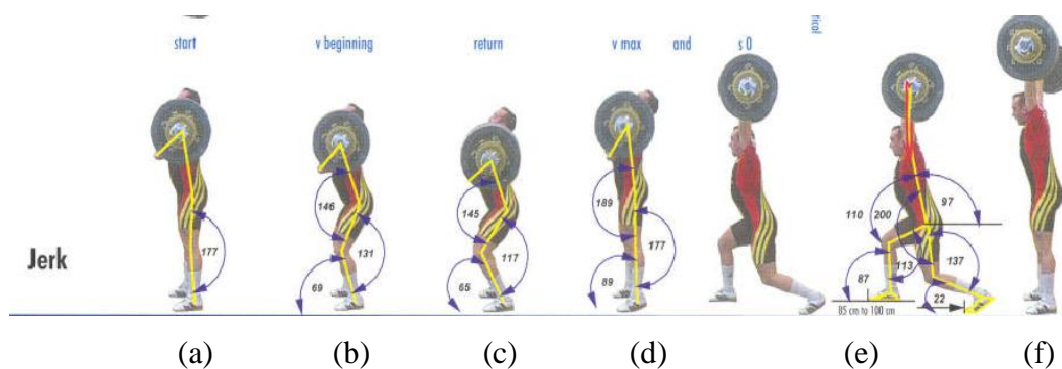 start
v beginning
return
v max
and
s 0
tical
177
146
131
69
145
117
65
189
177
89
110
200
97
87
113
137
22
85 cm to 100 cm
Jerk
(a)
(b)
(c)
(d)
(e)
(f)